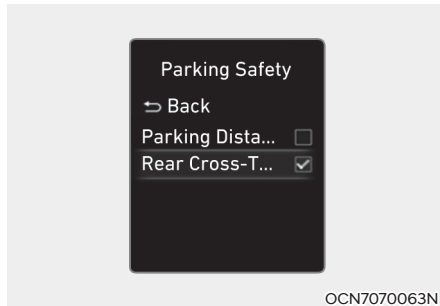 Parking Safety
Back
Parking Dista...
Rear Cross-T...
OCN7070063N